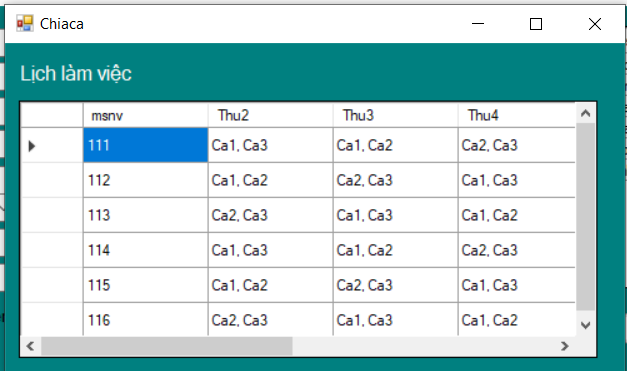 Chiaca
Lịch làm việc
msnv Thu2 Thu3 Thu4
111 Ca1, Ca3 Ca1, Ca2 Ca2, Ca3
112 Ca1, Ca2 Ca2, Ca3 Ca1, Ca3
113 Ca2, Ca3 Ca1, Ca3 Ca1, Ca2
114 Ca1, Ca3 Ca1, Ca2 Ca2, Ca3
115 Ca1, Ca2 Ca2, Ca3 Ca1, Ca3
116 Ca2, Ca3 Ca1, Ca3 Ca1, Ca2